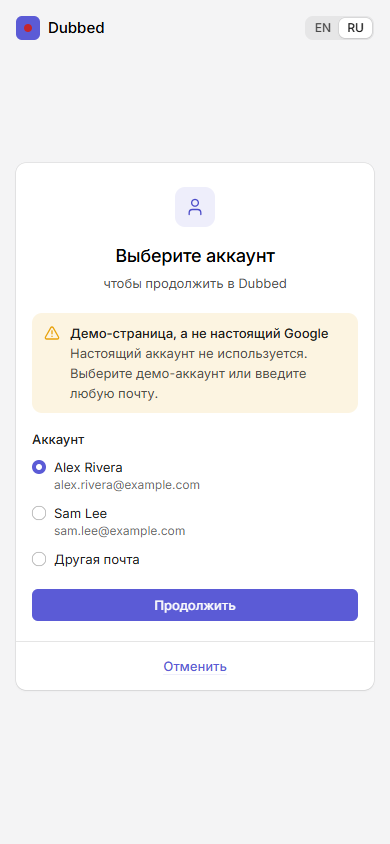 Dubbed
EN
RU
Выберите аккаунт
чтобы продолжить в Dubbed
Демо-страница, а не настоящий Google
Настоящий аккаунт не используется.
Выберите демо-аккаунт или введите
любую почту.
Аккаунт
Alex Rivera
alex.rivera@example.com
Sam Lee
sam.lee@example.com
Другая почта
Продолжить
Отменить